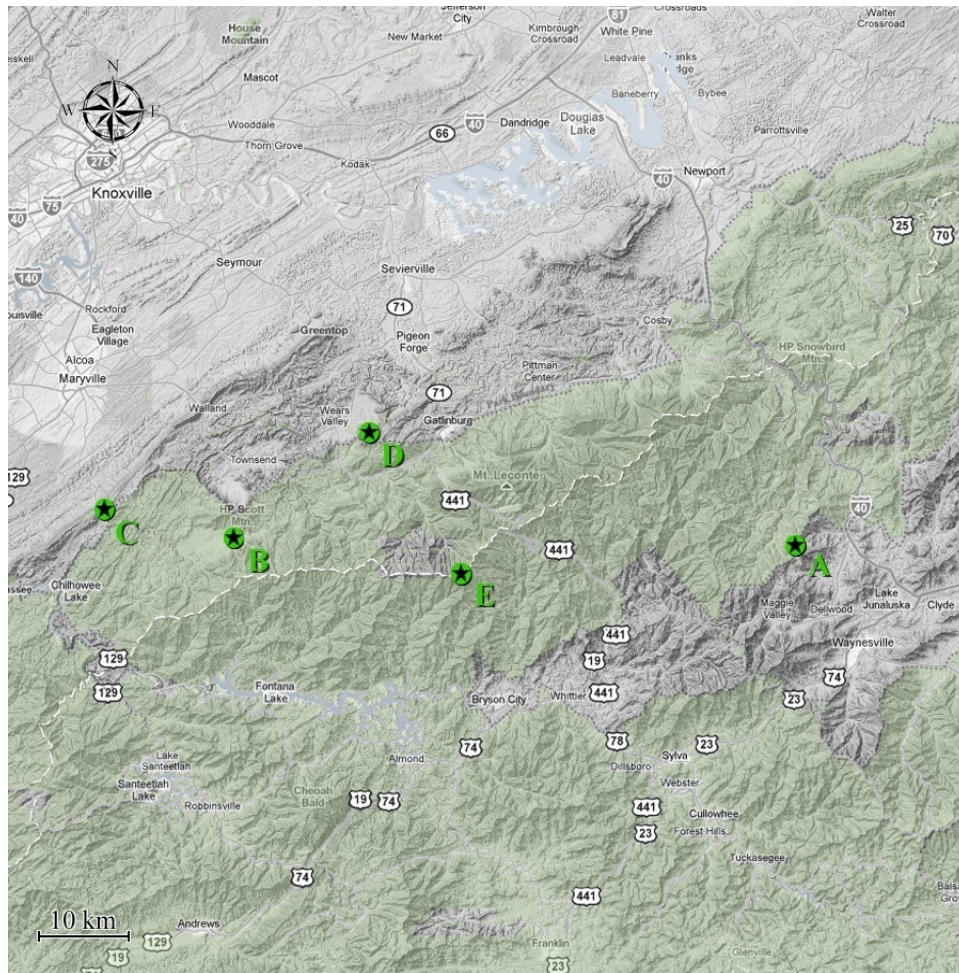 Jefferson
City
Crossroads
Walter
Crossing
House
Mountain
New Market
Kimbrough
Crossroad
81
White Pine
Leadvale
Mascot
N
W
E
S
Baneberry
Bybee
Wooddale
66
40
Dandridge
Douglas
Lake
Parrottsville
275
Thorn Grove
Kodak
Knoxville
40
Newport
75
40
25
70
Seymour
Sevierville
140
71
Rockford
Eagleton
Village
Greentop
Pigeon
Forge
Cosby
HP Snowbird
Mtn.
Alcoa
Maryville
Pittman
Center
71
Walland
Wears
Valley
Gatlinburg
D
Townsend
129
Mt. Leconte
441
C
HP Scott
Mtn.
40
B
441
A
E
Chilhowee
Lake
Maggie
Valley
Dellwood
Lake
Junaluska
Clyde
441
Waynesville
129
19
74
129
Fontana
Lake
Bryson City
Whittier
441
23
74
78
23
Almond
Dillsboro
Sylva
Lake
Santeetlah
Webster
Santeetlah
Lake
Cheoah
Bald
19
74
441
Robbinsville
Cullowhee
23
Forest Hills
Tuckasegee
74
441
10 km
Andrews
129
Franklin
19
Glenville
23